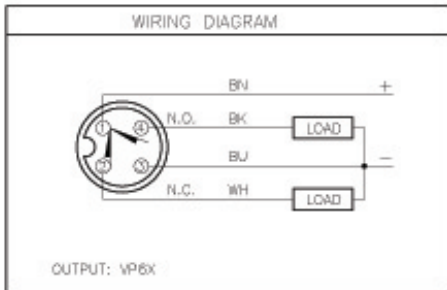 WIRING DIAGRAM
BN +
1 4 N.O. BK LOAD
2 3 BU -
N.C. WH LOAD
OUTPUT: VP6X